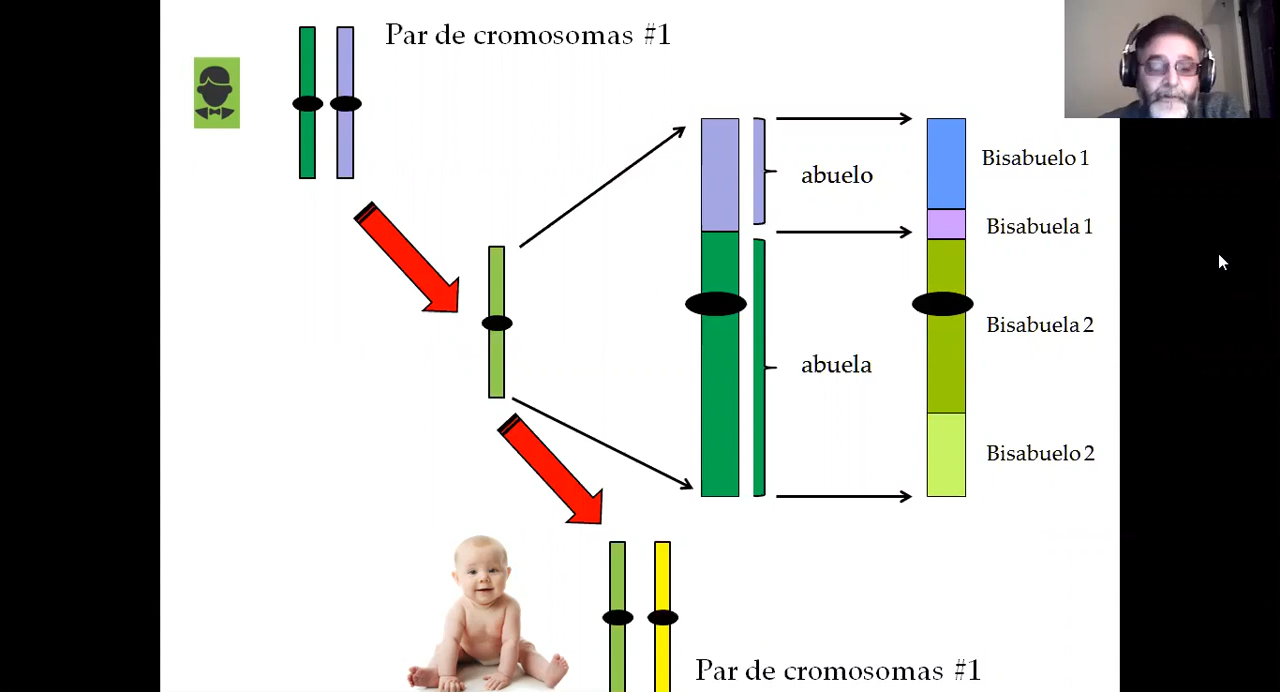 Par de cromosomas #1
abuelo
Bisabuelo 1
Bisabuela 1
Bisabuela 2
abuela
Bisabuelo 2
Par de cromosomas #1